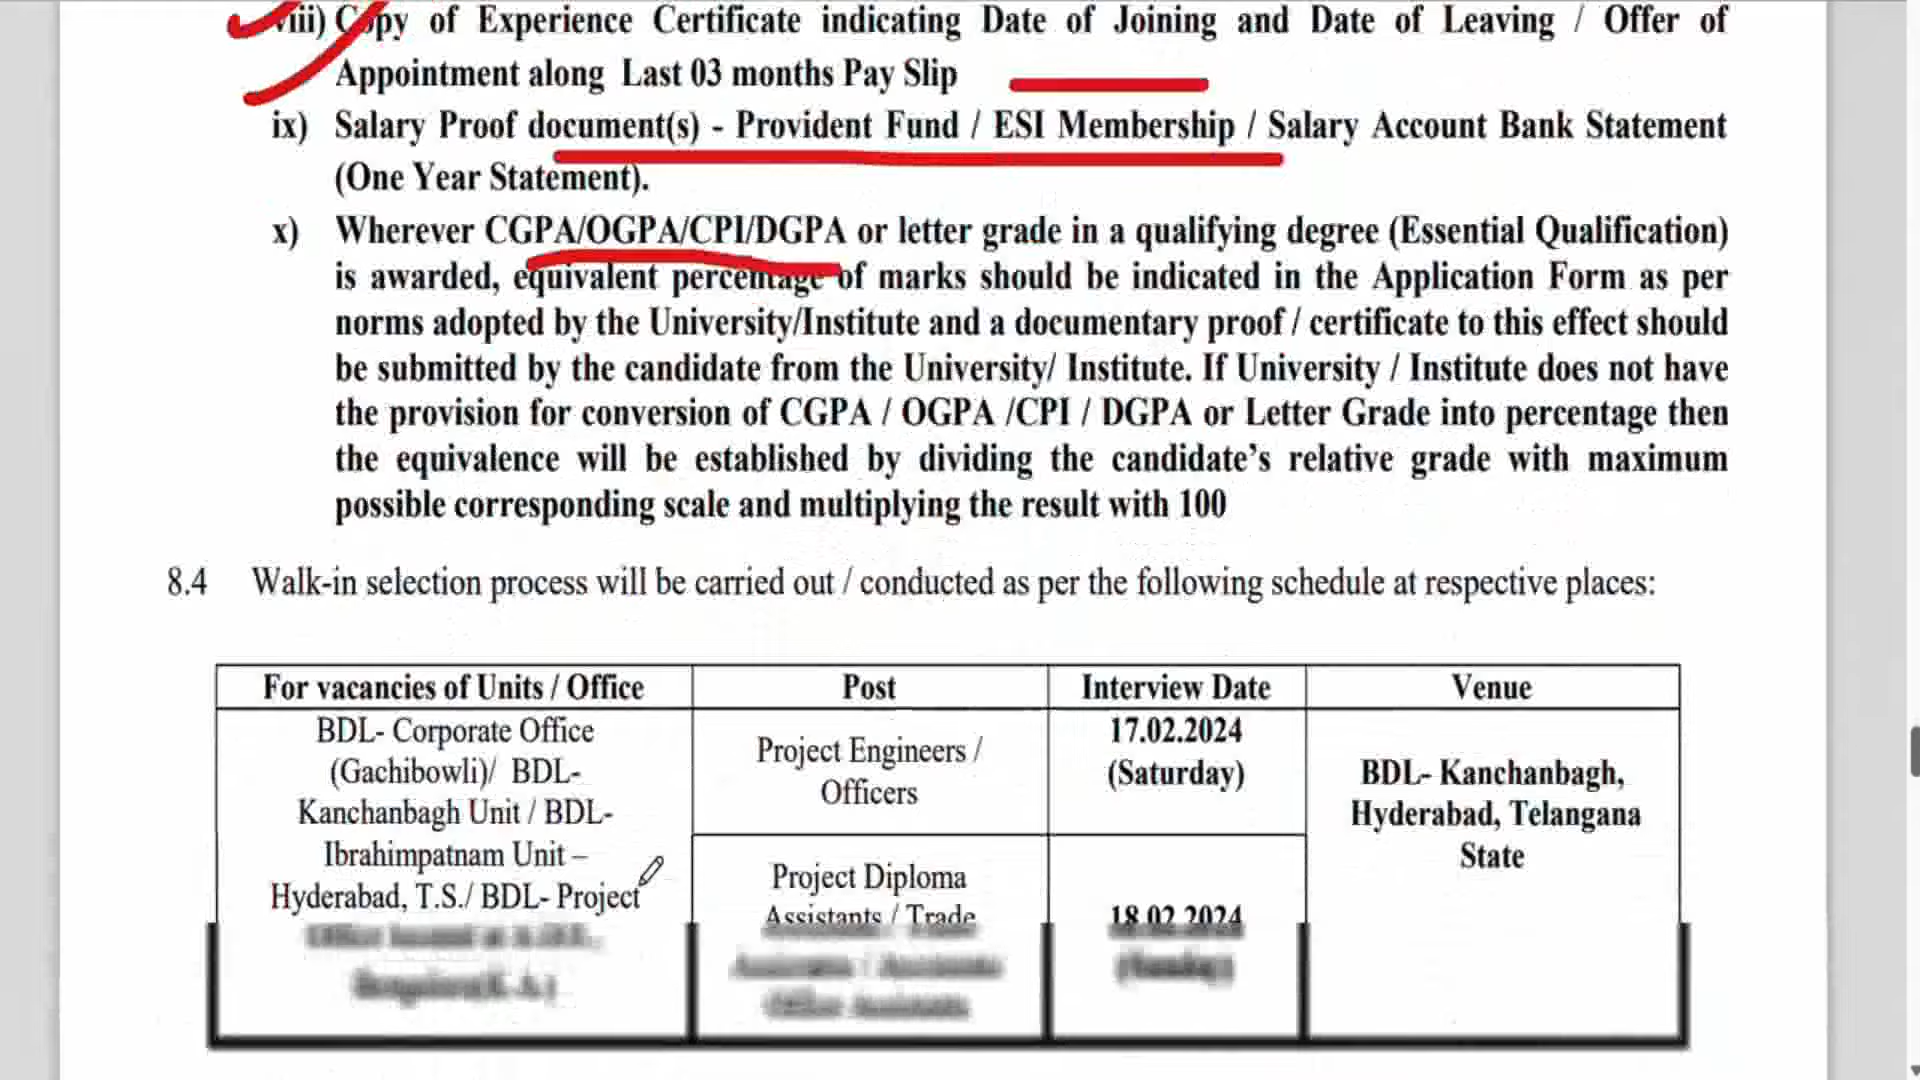 viii) Copy of Experience Certificate indicating Date of Joining and Date of Leaving / Offer of
Appointment along Last 03 months Pay Slip
ix) Salary Proof document(s) - Provident Fund / ESI Membership / Salary Account Bank Statement
(One Year Statement).
x) Wherever CGPA/OGPA/CPI/DGPA or letter grade in a qualifying degree (Essential Qualification)
is awarded, equivalent percentage of marks should be indicated in the Application Form as per
norms adopted by the University/Institute and a documentary proof / certificate to this effect should
be submitted by the candidate from the University/ Institute. If University / Institute does not have
the provision for conversion of CGPA / OGPA /CPI / DGPA or Letter Grade into percentage then
the equivalence will be established by dividing the candidate's relative grade with maximum
possible corresponding scale and multiplying the result with 100
8.4 Walk-in selection process will be carried out / conducted as per the following schedule at respective places:
For vacancies of Units / Office Post Interview Date Venue
BDL- Corporate Office
(Gachibowli)/ BDL-
Kanchanbagh Unit / BDL-
Ibrahimpatnam Unit –
Hyderabad, T.S./ BDL- Project
Project Engineers /
Officers
17.02.2024
(Saturday)
BDL- Kanchanbagh,
Hyderabad, Telangana
State
Project Diploma
Assistants / Trade
Office Assistants
18.02.2024
(Sunday)